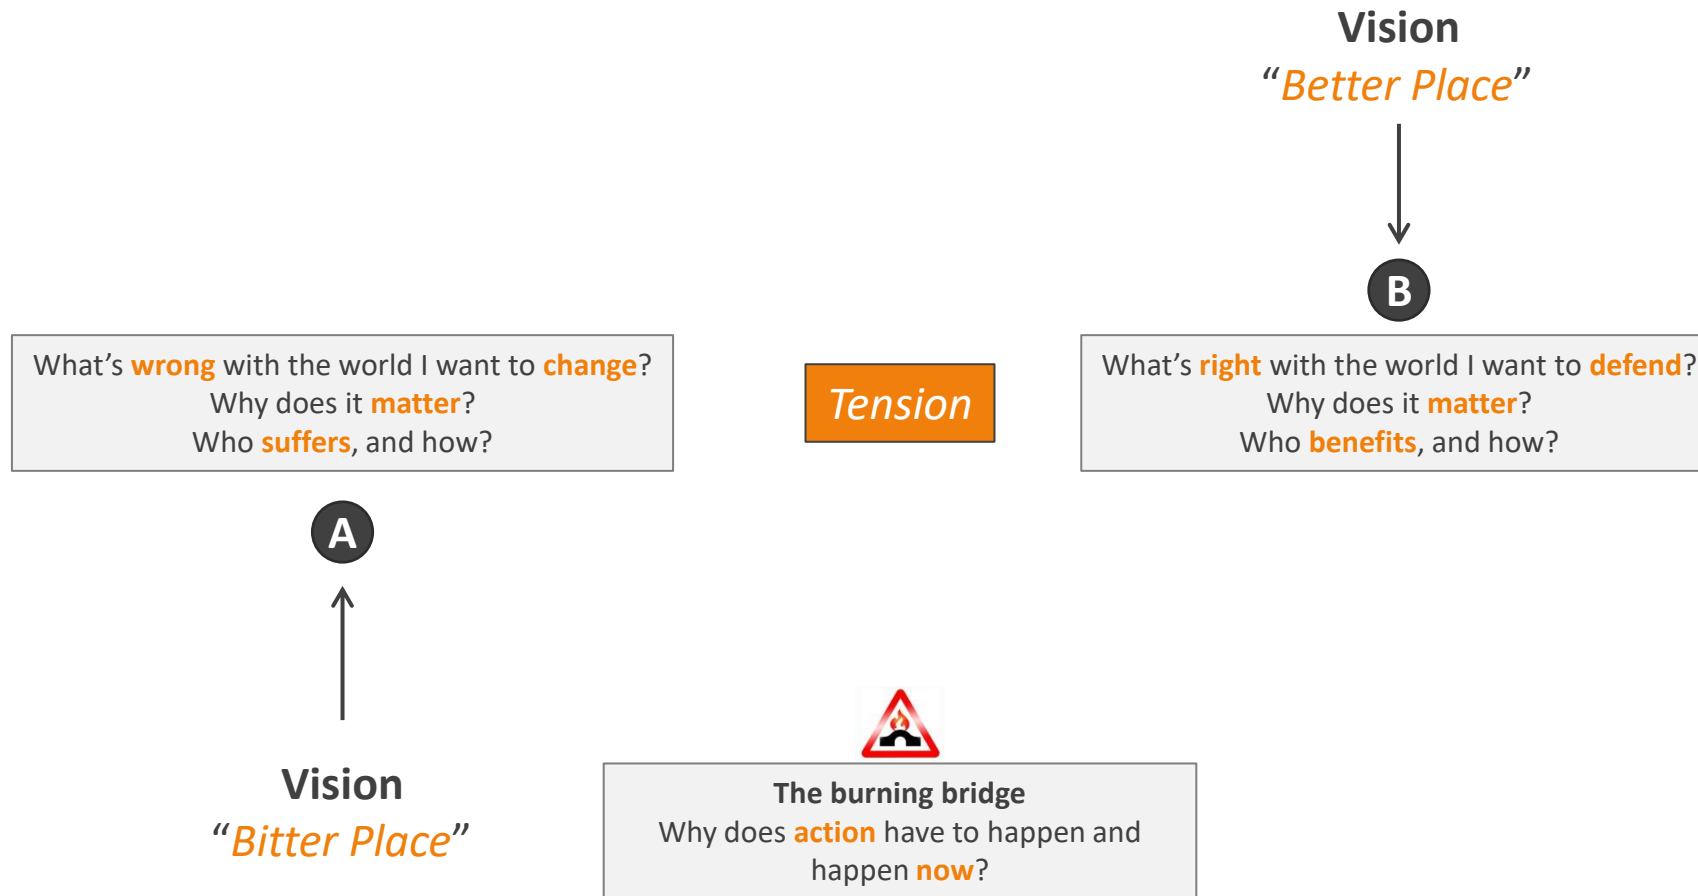 Vision
“Better Place”
B
What's wrong with the world I want to change?
Why does it matter?
Who suffers, and how?
Tension
What's right with the world I want to defend?
Why does it matter?
Who benefits, and how?
A
Vision
“Bitter Place”
The burning bridge
Why does action have to happen and
happen now?